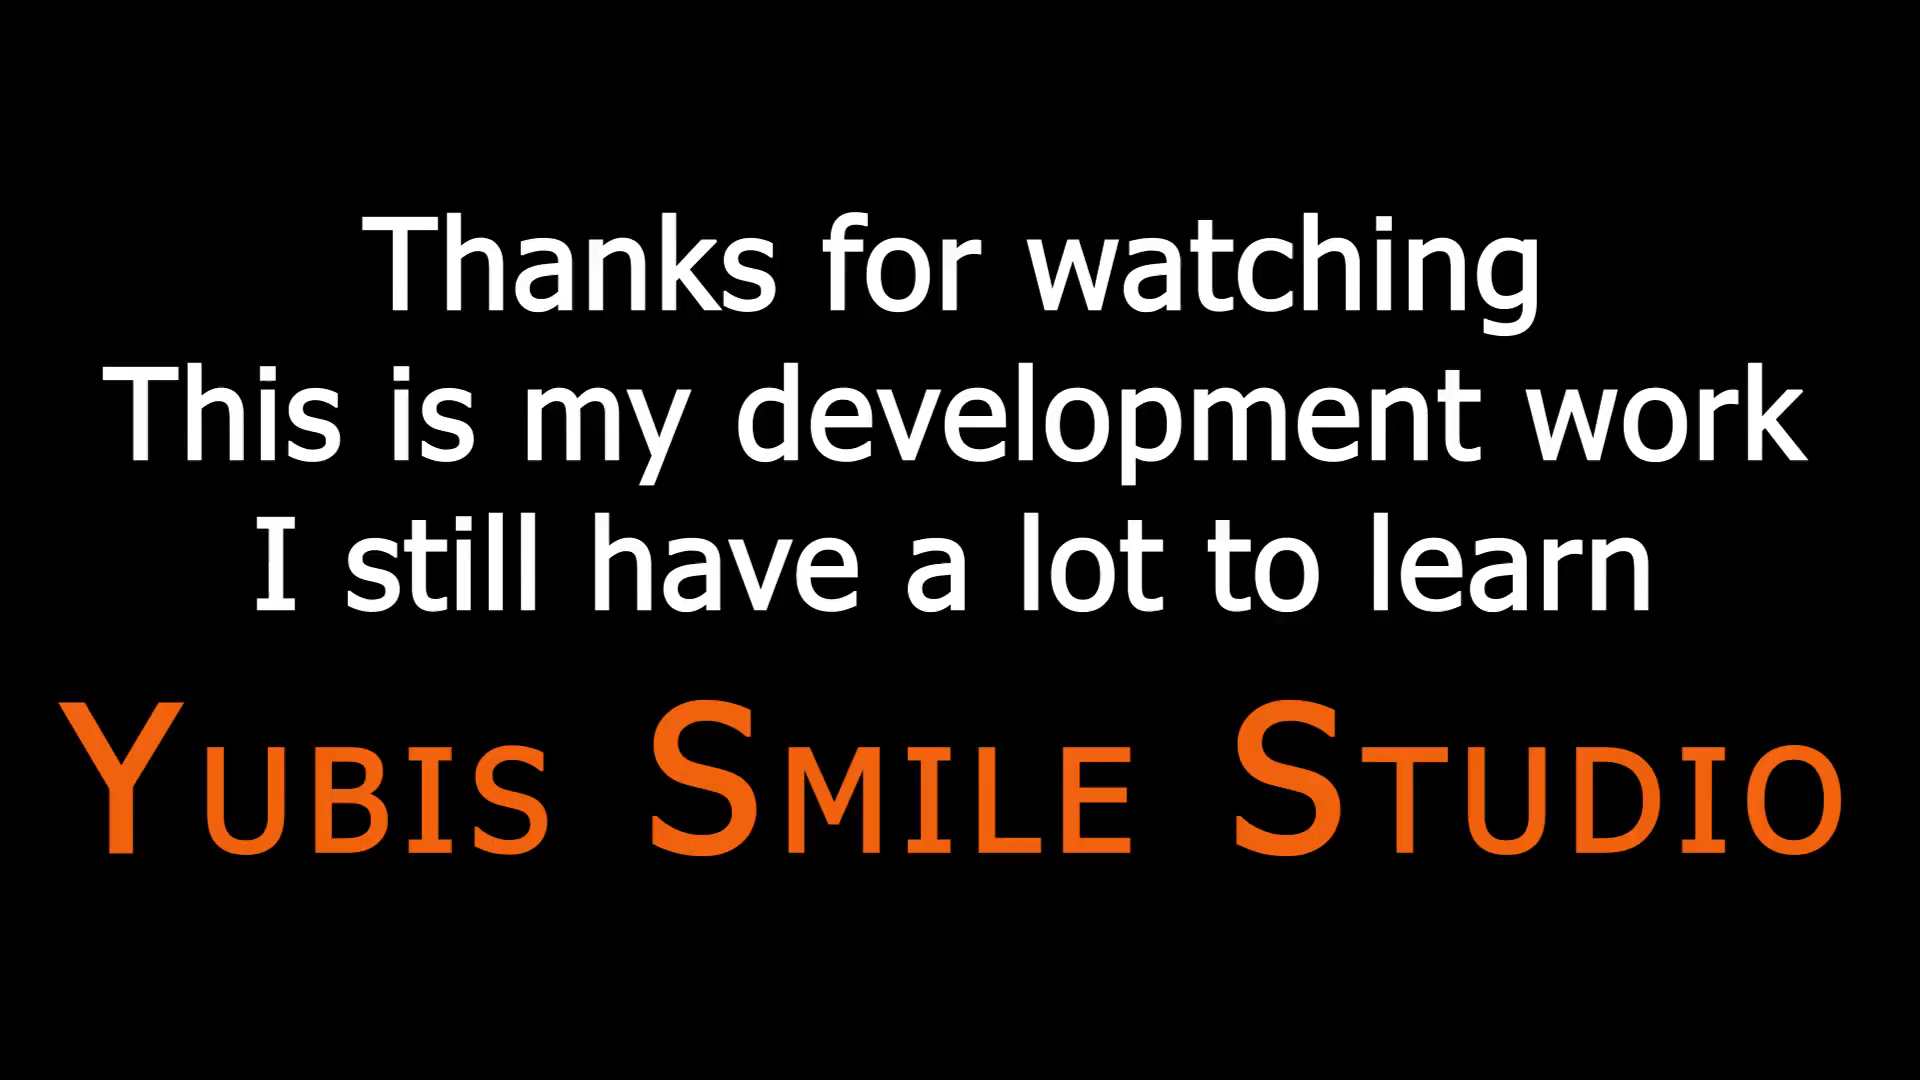 Thanks for watching
This is my development work
I still have a lot to learn
Yubis Smile Studio